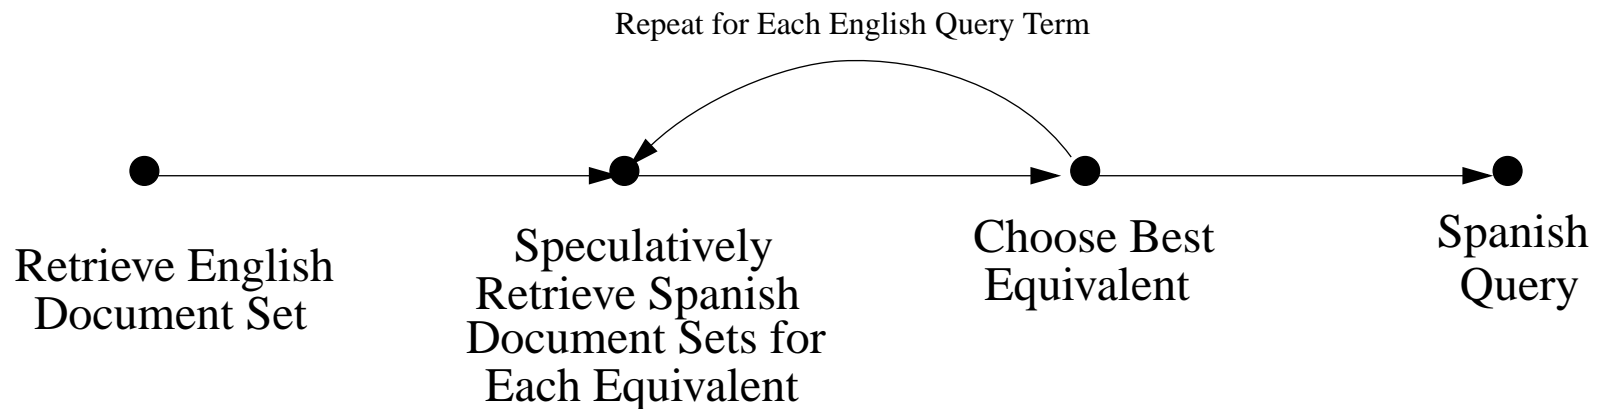 Repeat for Each English Query Term
Retrieve English
Document Set
Speculatively
Retrieve Spanish
Document Sets for
Each Equivalent
Choose Best
Equivalent
Spanish
Query